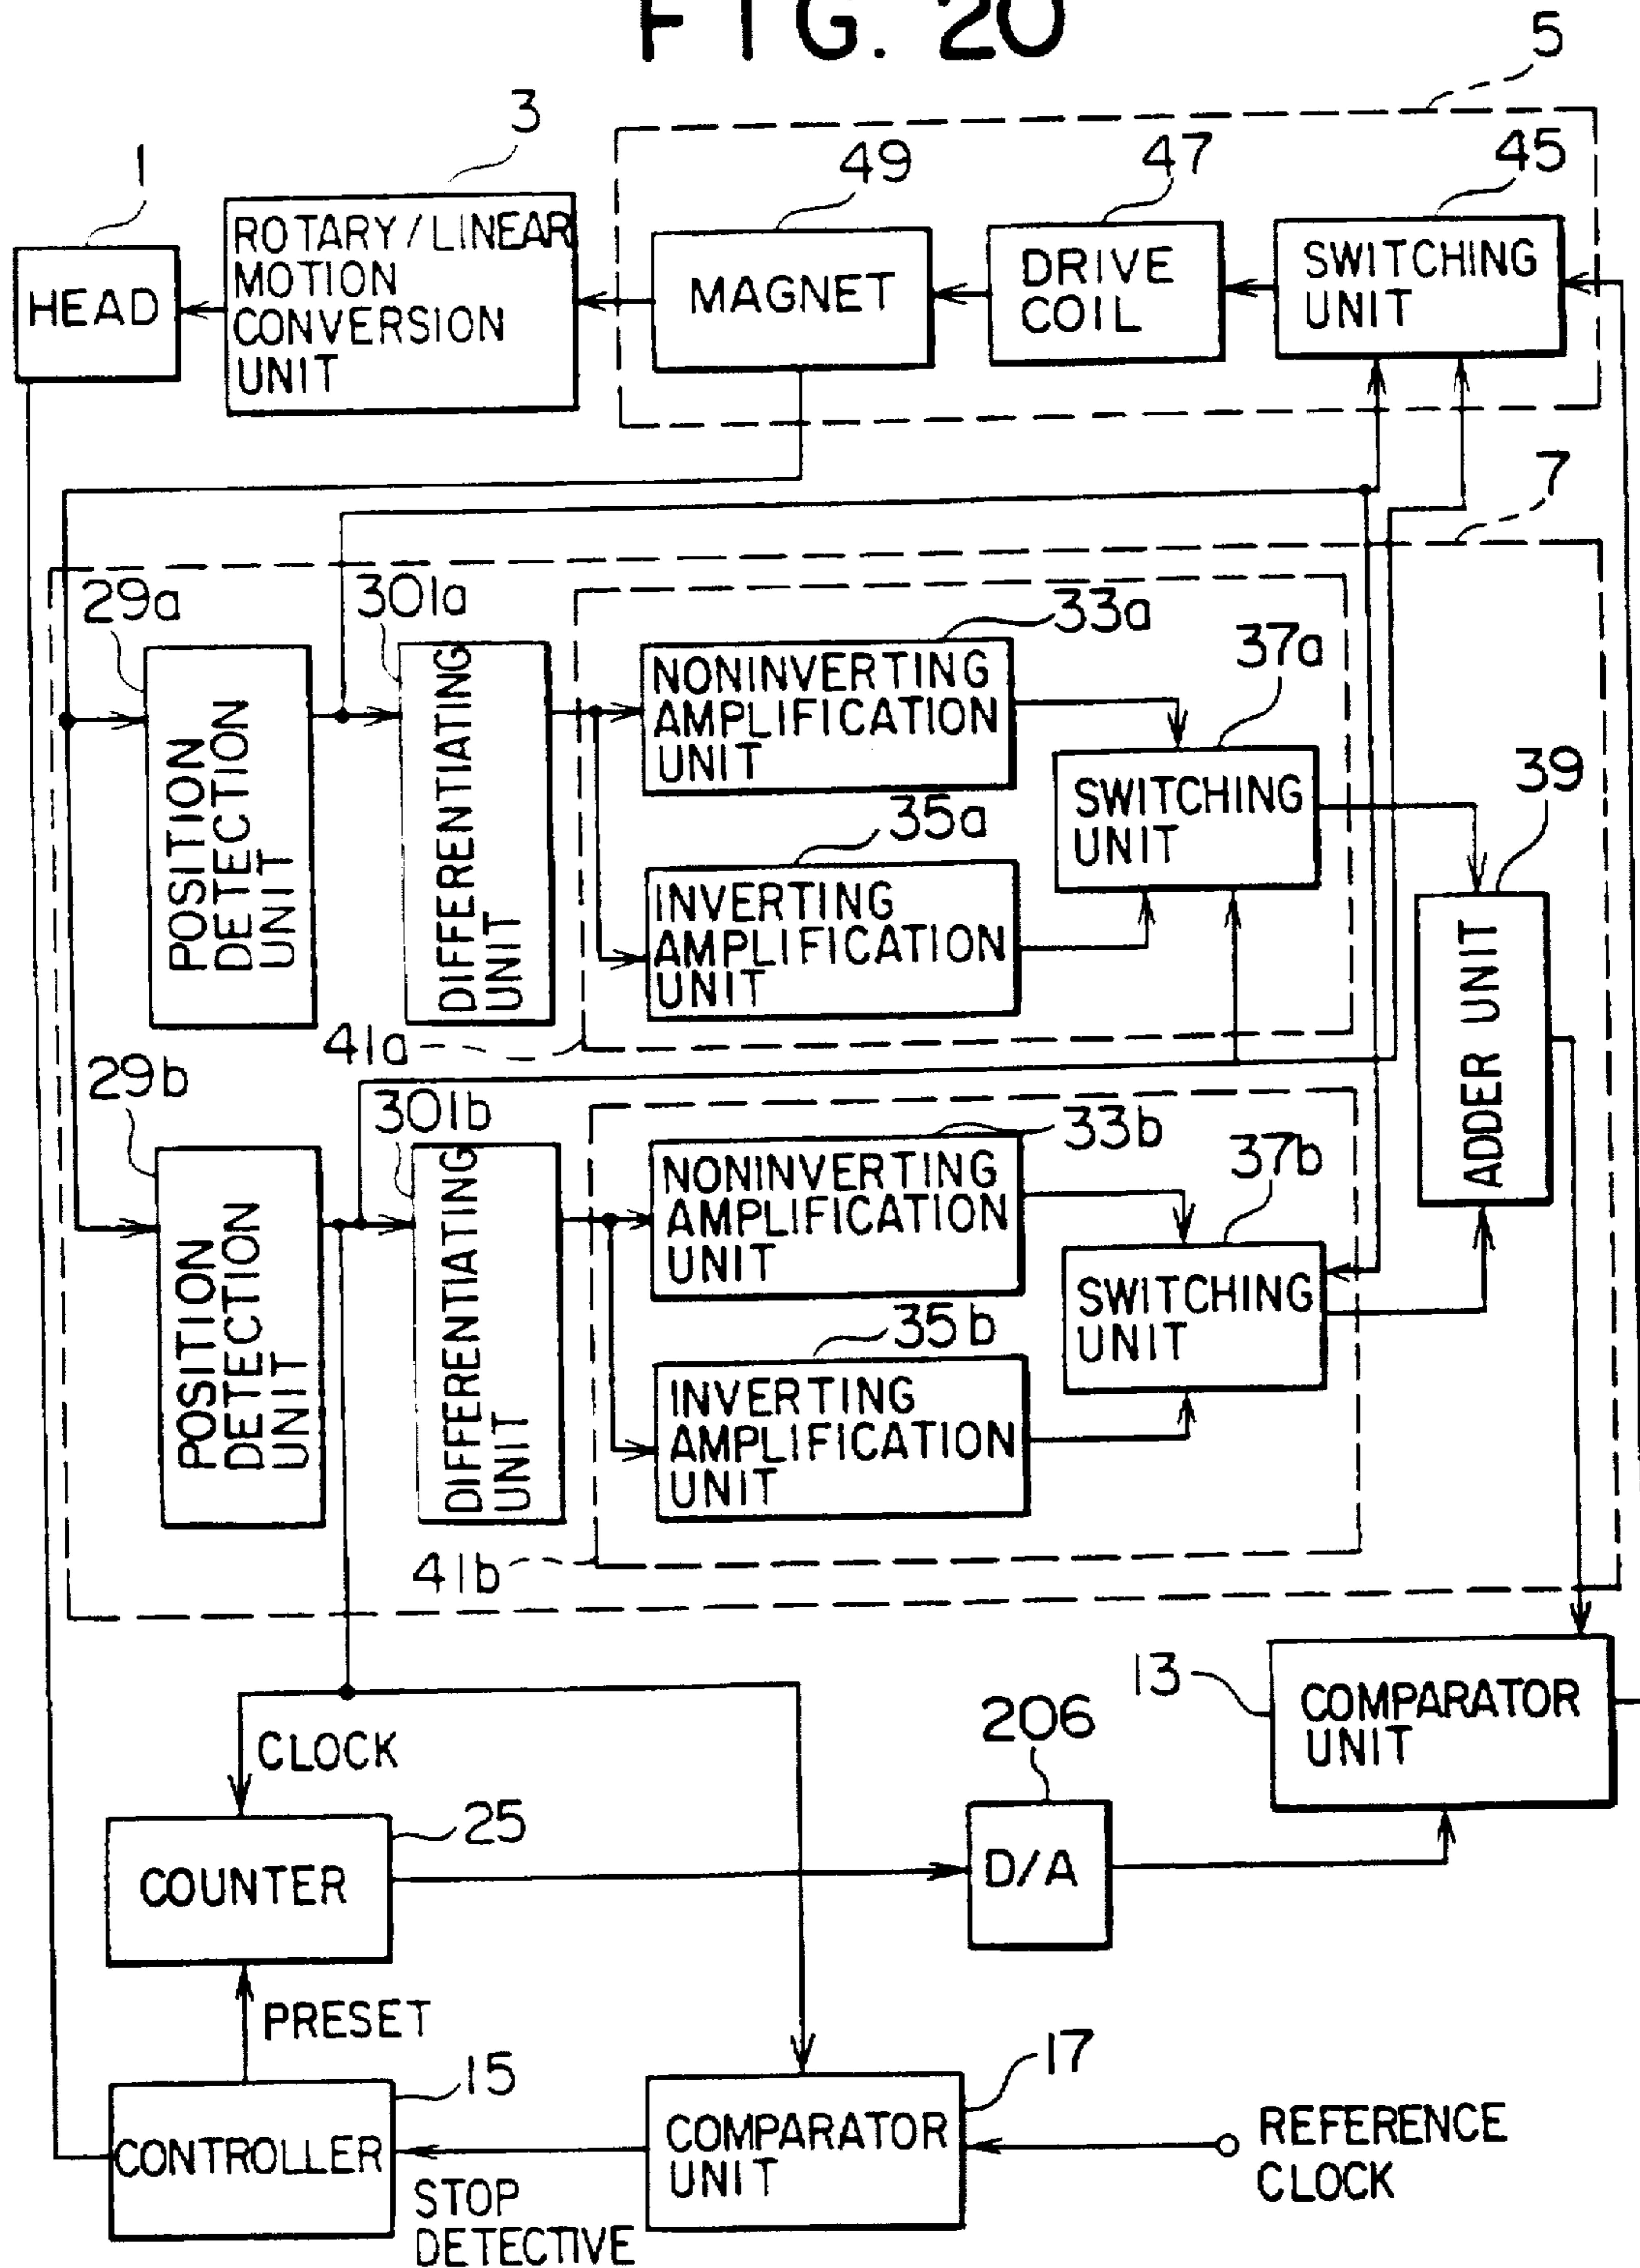 FIG. 20
5
3
1
49
47
45
ROTARY/LINEAR
MOTION
CONVERSION
UNIT
HEAD
MAGNET
DRIVE
COIL
SWITCHING
UNIT
7
29a
301a
33a
37a
POSITION
DETECTION
UNIT
DIFFERENTIATING
UNIT
NONINVERTING
AMPLIFICATION
UNIT
SWITCHING
UNIT
39
35a
INVERTING
AMPLIFICATION
UNIT
ADDER UNIT
41a
29b
301b
33b
37b
POSITION
DETECTION
UNIT
DIFFERENTIATING
UNIT
NONINVERTING
AMPLIFICATION
UNIT
SWITCHING
UNIT
35b
INVERTING
AMPLIFICATION
UNIT
41b
13
COMPARATOR
UNIT
206
CLOCK
25
COUNTER
D/A
PRESET
15
17
CONTROLLER
COMPARATOR
UNIT
REFERENCE
CLOCK
STOP
DETECTIVE